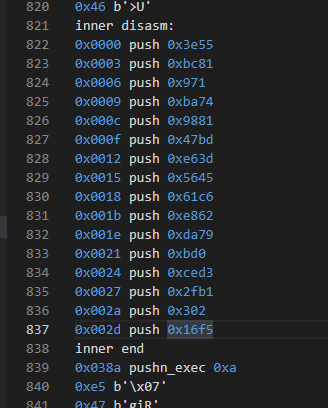 820 0x46 b'>U'
821 inner disasm:
822 0x0000 push 0x3e55
823 0x0003 push 0xbc81
824 0x0006 push 0x971
825 0x0009 push 0xba74
826 0x000c push 0x9881
827 0x000f push 0x47bd
828 0x0012 push 0xe63d
829 0x0015 push 0x5645
830 0x0018 push 0x61c6
831 0x001b push 0xe862
832 0x001e push 0xda79
833 0x0021 push 0xbd0
834 0x0024 push 0xced3
835 0x0027 push 0x2fb1
836 0x002a push 0x302
837 0x002d push 0x16f5
838 inner end
839 0x038a pushn_exec 0xa
840 0xe5 b'\x07'
841 0x47 b'giR'